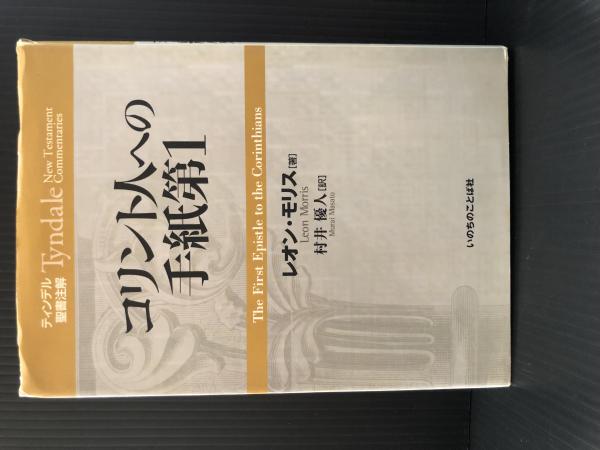 ティンデル
聖書注解
Tyndale
New Testament
Commentaries
コリント人への
手紙第1
The First Epistle to the Corinthians
レオン・モリス[著]
Leon Morris
村井 優人[訳]
Murai Masato
いのちのことば社